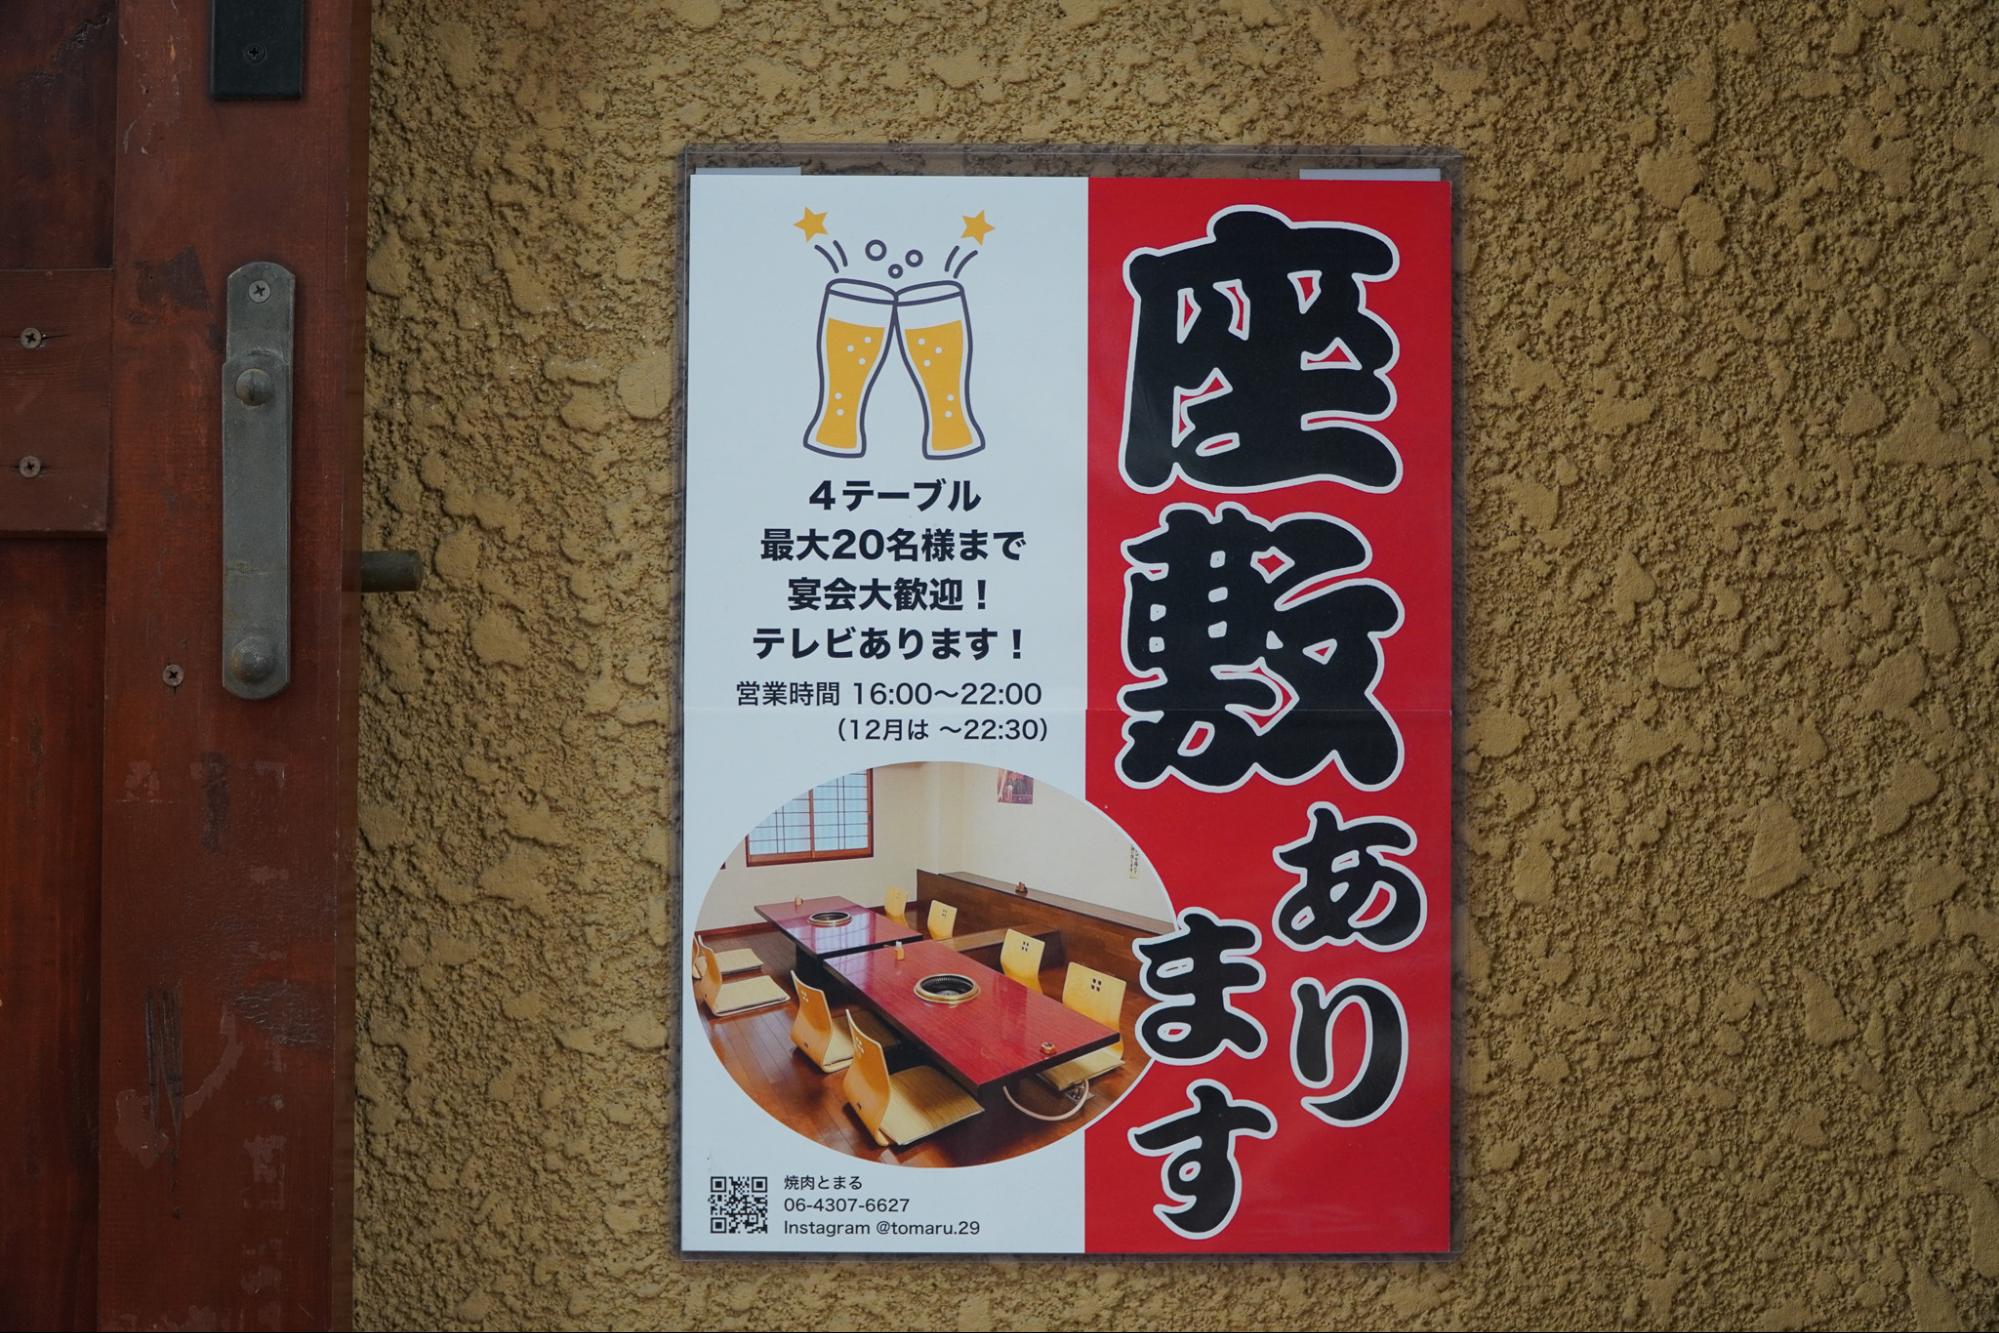 座敷
あり
ます
4テーブル
最大20名様まで
宴会大歓迎！
テレビあります！
営業時間 16:00〜22:00
（12月は 〜22:30）
焼肉とまる
06-4307-6627
Instagram @tomaru.29